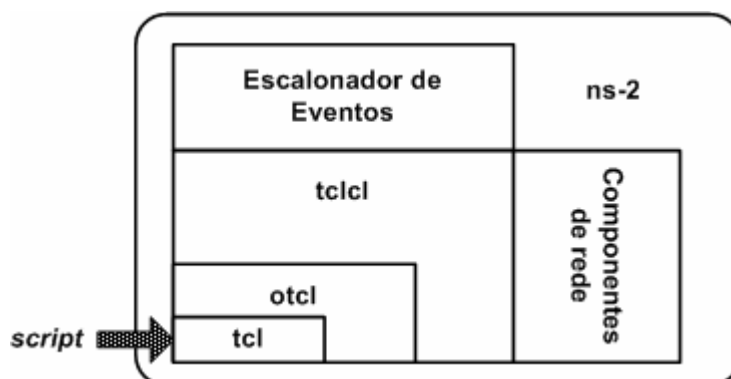 Escalonador de
Eventos
ns-2
tclcl
Componentes
de rede
otcl
script
tcl